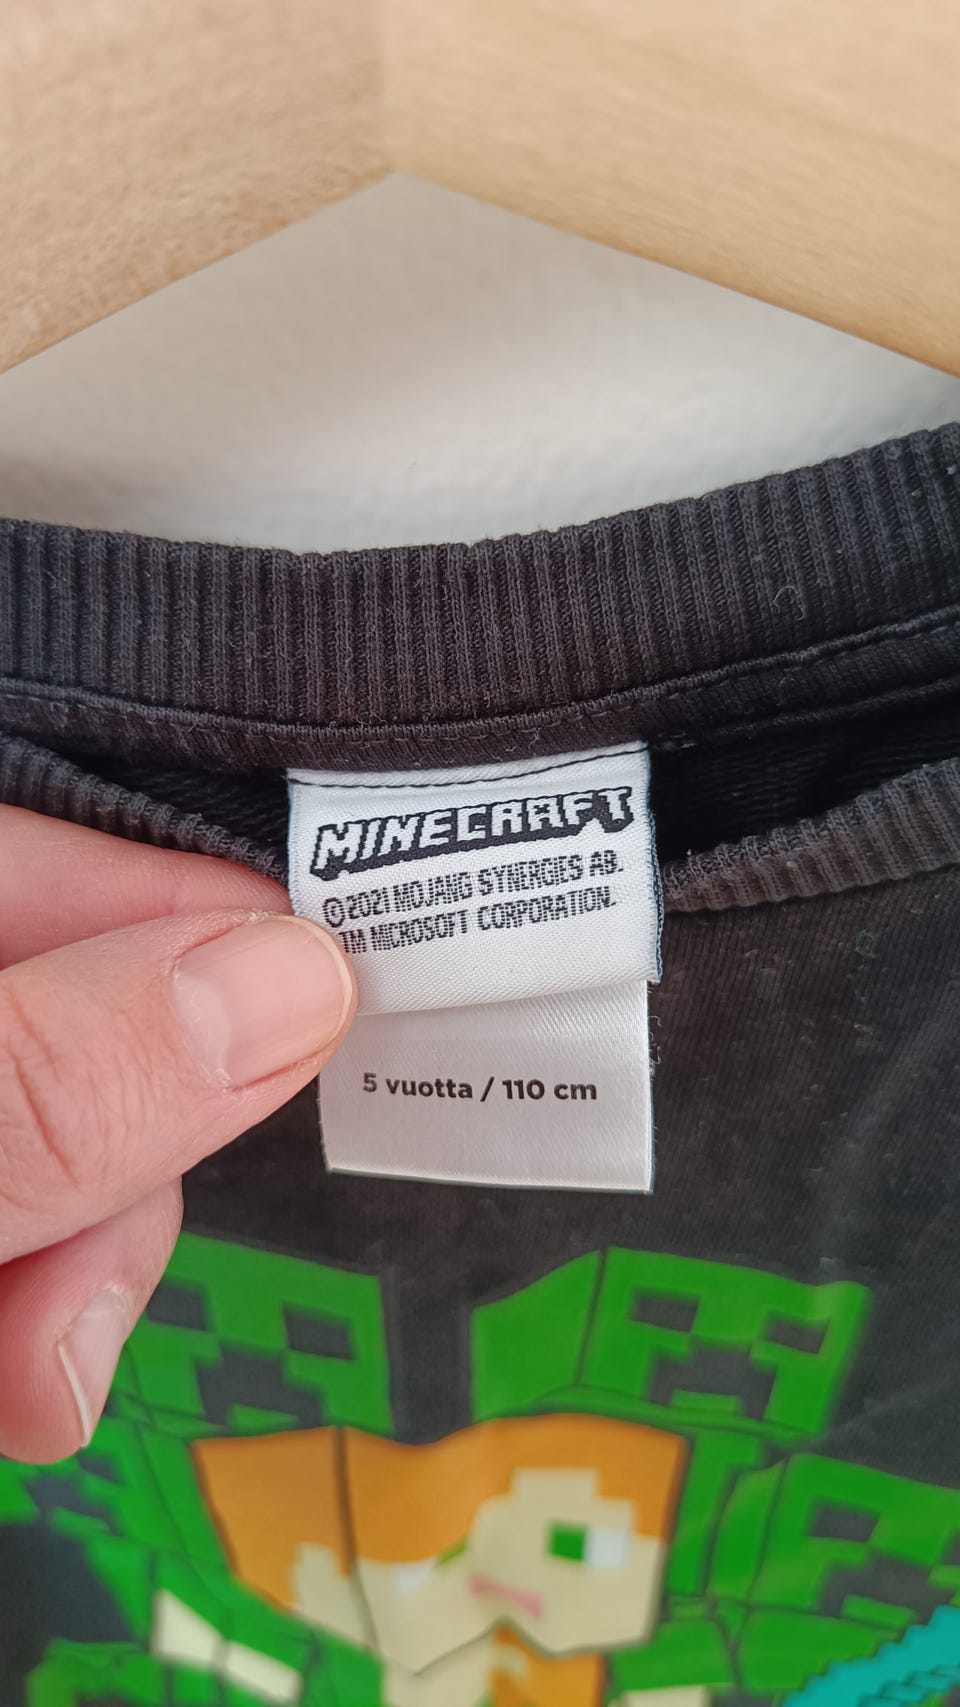 MINECRAFT
©2021 MOJANG SYNERGIES AB.
TM MICROSOFT CORPORATION.
5 vuotta / 110 cm